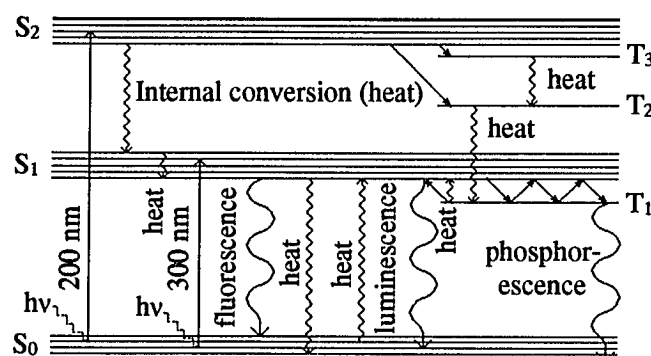 S₂
T₃
heat
Internal conversion (heat)
T₂
heat
S₁
T₁
200 nm
heat
300 nm
fluorescence
heat
heat
luminescence
heat
phosphor-
escence
hν
hν
S₀